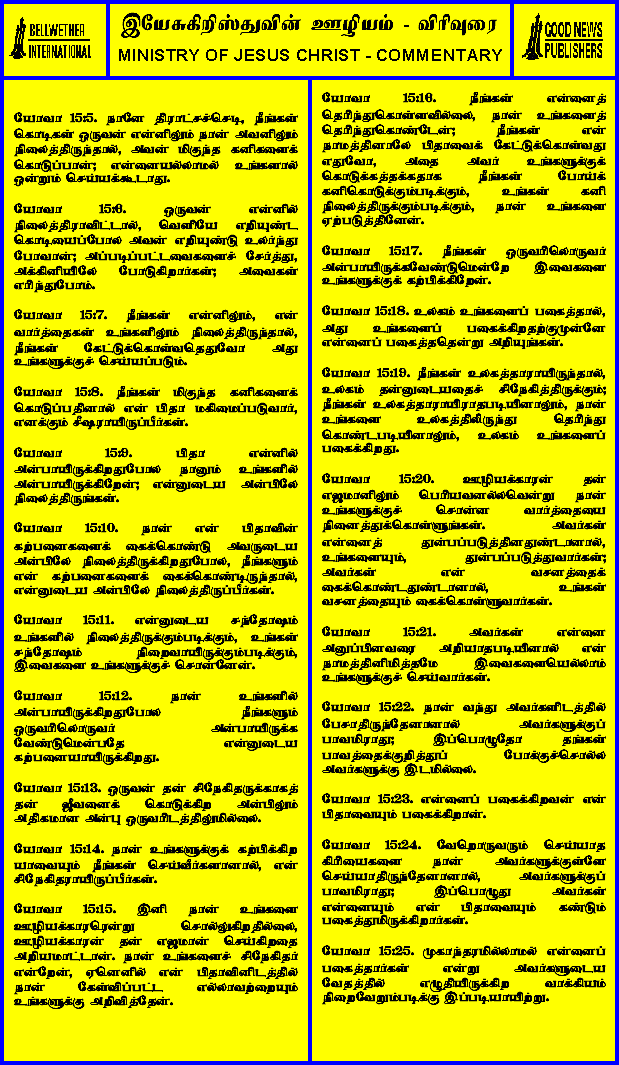 BELLWETHER
INTERNATIONAL
இயேசுகிறிஸ்துவின் ஊழியம் - விரிவுரை
MINISTRY OF JESUS CHRIST - COMMENTARY
GOOD NEWS
PUBLISHERS
யோவா 15:5. நானே திராட்சச்செடி, நீங்கள்
கொடிகள் ஒருவன் என்னிலும் நான் அவனிலும்
நிலைத்திருந்தால், அவன் மிகுந்த கனிகளைக்
கொடுப்பான்; என்னையல்லாமல் உங்களால்
ஒன்றும் செய்யக்கூடாது.
யோவா 15:6. ஒருவன் என்னில்
நிலைத்திராவிட்டால், வெளியே எறியுண்ட
கொடியைப்போல அவன் எறியுண்டு உலர்ந்து
போவான்; அப்படிப்பட்டவைகளைச் சேர்த்து,
அக்கினியிலே போடுகிறார்கள்; அவைகள்
எரிந்துபோம்.
யோவா 15:7. நீங்கள் என்னிலும், என்
வார்த்தைகள் உங்களிலும் நிலைத்திருந்தால்,
நீங்கள் கேட்டுக்கொள்வதெதுவோ அது
உங்களுக்குச் செய்யப்படும்.
யோவா 15:8. நீங்கள் மிகுந்த கனிகளைக்
கொடுப்பதினால் என் பிதா மகிமைப்படுவார்,
எனக்கும் சீஷராயிருப்பீர்கள்.
யோவா 15:9. பிதா என்னில்
அன்பாயிருக்கிறதுபோல நானும் உங்களில்
அன்பாயிருக்கிறேன்; என்னுடைய அன்பிலே
நிலைத்திருங்கள்.
யோவா 15:10. நான் என் பிதாவின்
கற்பனைகளைக் கைக்கொண்டு அவருடைய
அன்பிலே நிலைத்திருக்கிறதுபோல, நீங்களும்
என் கற்பனைகளைக் கைக்கொண்டிருந்தால்,
என்னுடைய அன்பில் நிலைத்திருப்பீர்கள்.
யோவா 15:11. என்னுடைய சந்தோஷம்
உங்களில் நிலைத்திருக்கும்படிக்கும், உங்கள்
சந்தோஷம் நிறைவாயிருக்கும்படிக்கும்,
இவைகளை உங்களுக்குச் சொன்னேன்.
யோவா 15:12. நான் உங்களில்
அன்பாயிருக்கிறதுபோல நீங்களும்
ஒருவரிலொருவர் அன்பாயிருக்க
வேண்டுமென்பதே என்னுடைய
கற்பனையாயிருக்கிறது.
யோவா 15:13. ஒருவன் தன் சிநேகிதருக்காகத்
தன் ஜீவனைக் கொடுக்கிற அன்பிலும்
அதிகமான அன்பு ஒருவரிடத்திலுமில்லை.
யோவா 15:14. நான் உங்களுக்குக் கற்பிக்கிற
யாவையும் நீங்கள் செய்வீர்களானால், என்
சிநேகிதராயிருப்பீர்கள்.
யோவா 15:15. இனி நான் உங்களை
ஊழியக்காரரென்று சொல்லுகிறதில்லை,
ஊழியக்காரன் தன் எஜமான் செய்கிறதை
அறியமாட்டான். நான் உங்களைச் சிநேகிதர்
என்றேன், ஏனெனில் என் பிதாவினிடத்தில்
நான் கேள்விப்பட்ட எல்லாவற்றையும்
உங்களுக்கு அறிவித்தேன்.
யோவா 15:16. நீங்கள் என்னைத்
தெரிந்துகொள்ளவில்லை, நான் உங்களைத்
தெரிந்துகொண்டேன்; நீங்கள் என்
நாமத்தினாலே பிதாவைக் கேட்டுக்கொள்வது
எதுவோ, அதை அவர் உங்களுக்குக்
கொடுக்கத்தக்கதாக நீங்கள் போய்க்
கனிகொடுக்கும்படிக்கும், உங்கள் கனி
நிலைத்திருக்கும்படிக்கும், நான் உங்களை
ஏற்படுத்தினேன்.
யோவா 15:17. நீங்கள் ஒருவரிலொருவர்
அன்பாயிருக்கவேண்டுமென்றே இவைகளை
உங்களுக்குக் கற்பிக்கிறேன்.
யோவா 15:18. உலகம் உங்களைப் பகைத்தால்,
அது உங்களைப் பகைக்கிறதற்குமுன்னே
என்னைப் பகைத்ததென்று அறியுங்கள்.
யோவா 15:19. நீங்கள் உலகத்தாராயிருந்தால்,
உலகம் தன்னுடையதைச் சிநேகித்திருக்கும்;
நீங்கள் உலகத்தாராயிராதபடியினாலும், நான்
உங்களை உலகத்திலிருந்து தெரிந்து
கொண்டபடியினாலும், உலகம் உங்களைப்
பகைக்கிறது.
யோவா 15:20. ஊழியக்காரன் தன்
எஜமானிலும் பெரியவனல்லவென்று நான்
உங்களுக்குச் சொன்ன வார்த்தையை
நினைத்துக்கொள்ளுங்கள். அவர்கள்
என்னைத் துன்பப்படுத்தினதுண்டானால்,
உங்களையும், துன்பப்படுத்துவார்கள்;
அவர்கள் என் வசனத்தைக்
கைக்கொண்டதுண்டானால், உங்கள்
வசனத்தையும் கைக்கொள்ளுவார்கள்.
யோவா 15:21. அவர்கள் என்னை
அனுப்பினவரை அறியாதபடியினால் என்
நாமத்தினிமித்தமே இவைகளையெல்லாம்
உங்களுக்குச் செய்வார்கள்.
யோவா 15:22. நான் வந்து அவர்களிடத்தில்
பேசாதிருந்தேனானால் அவர்களுக்குப்
பாவமிராது; இப்பொழுதோ தங்கள்
பாவத்தைக்குறித்துப் போக்குச்சொல்ல
அவர்களுக்கு இடமில்லை.
யோவா 15:23. என்னைப் பகைக்கிறவன் என்
பிதாவையும் பகைக்கிறான்.
யோவா 15:24. வேறொருவரும் செய்யாத
கிரியைகளை நான் அவர்களுக்குள்ளே
செய்யாதிருந்தேனானால், அவர்களுக்குப்
பாவமிராது; இப்பொழுது அவர்கள்
என்னையும் என் பிதாவையும் கண்டும்
பகைத்துமிருக்கிறார்கள்.
யோவா 15:25. முகாந்தரமில்லாமல் என்னைப்
பகைத்தார்கள் என்று அவர்களுடைய
வேதத்தில் எழுதியிருக்கிற வாக்கியம்
நிறைவேறும்படிக்கு இப்படியாயிற்று.